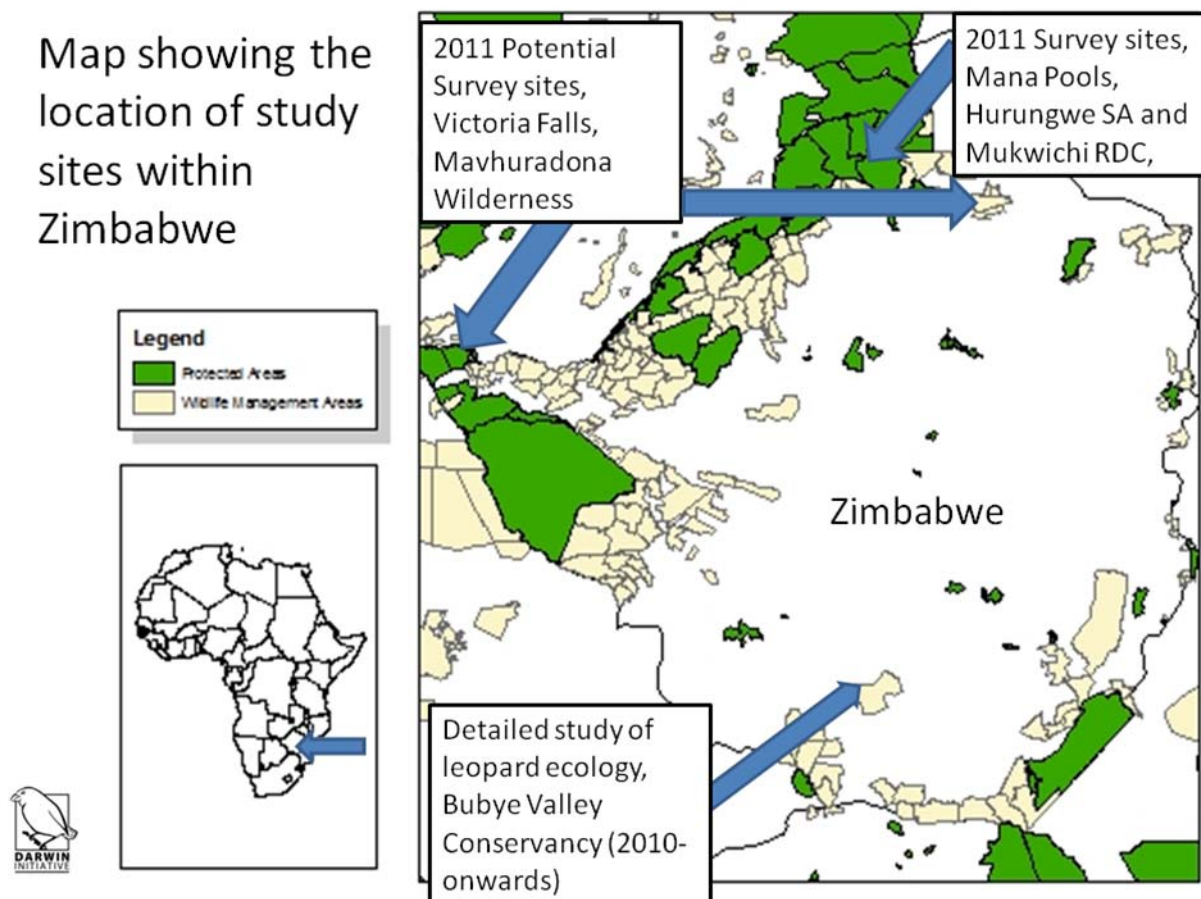 Map showing the
location of study
sites within
Zimbabwe
2011 Potential
Survey sites,
Victoria Falls,
Mavhuradona
Wilderness
2011 Survey sites,
Mana Pools,
Hurungwe SA and
Mukwichi RDC,
Legend
Protected Areas
Wildlife Management Areas
Zimbabwe
Detailed study of
leopard ecology,
Bubye Valley
Conservancy (2010-
onwards)
DARWIN
INITIATIVE